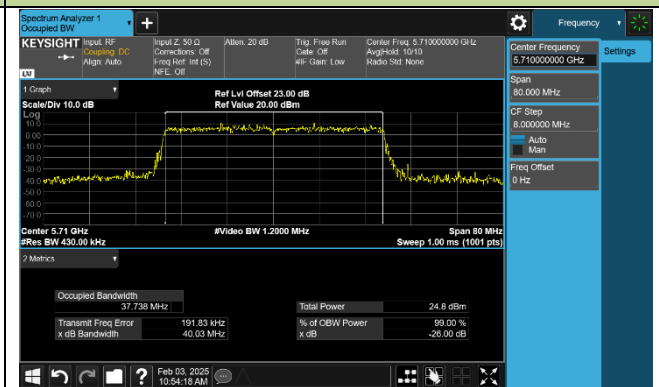 Spectrum Analyzer 1
Occupied BW
+
Frequency
KEYSIGHT
Input: RF
Coupling: DC
Align: Auto
Input Z: 50 Ω
Corrections: Off
Freq Ref: Int (S)
NFE: Off
Atten: 20 dB
Trig: Free Run
Gate: Off
#IF Gain: Low
Center Freq: 5.710000000 GHz
Avg|Hold: 10/10
Radio Std: None
LXI
Center Frequency
5.710000000 GHz
Settings
Span
80.000 MHz
CF Step
8.000000 MHz
Auto
Man
Freq Offset
0 Hz
1 Graph
Scale/Div 10.0 dB
Ref Lvl Offset 23.00 dB
Ref Value 20.00 dBm
Log
10.0
0.00
-10.0
-20.0
-30.0
-40.0
-50.0
-60.0
-70.0
Center 5.71 GHz
#Video BW 1.2000 MHz
Span 80 MHz
#Res BW 430.00 kHz
Sweep 1.00 ms (1001 pts)
2 Metrics
Occupied Bandwidth
37.738 MHz
Total Power 24.8 dBm
Transmit Freq Error 191.83 kHz
% of OBW Power 99.00 %
x dB Bandwidth 40.03 MHz
x dB -26.00 dB
?
Feb 03, 2025
10:54:18 AM